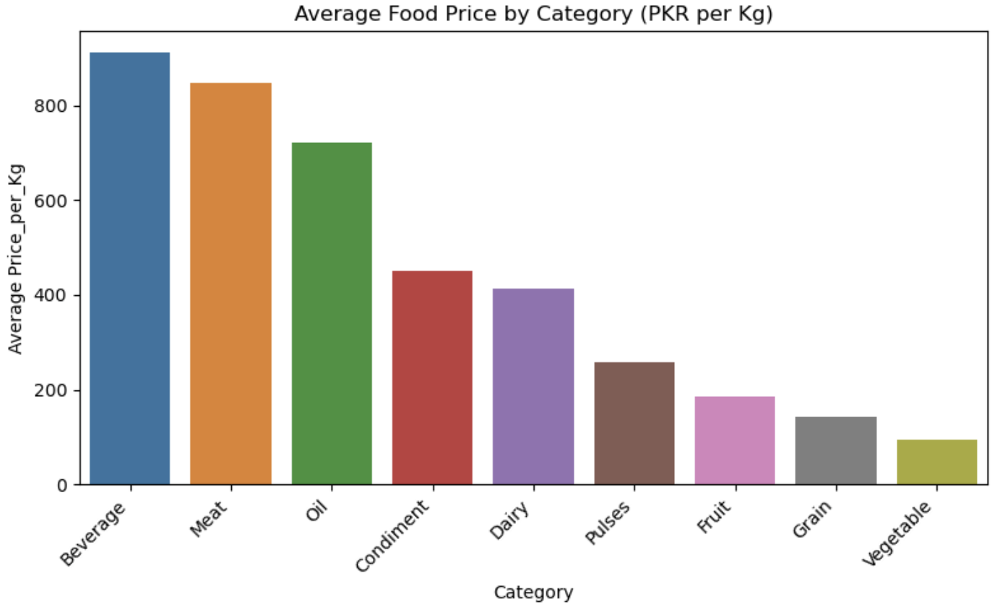 Average Food Price by Category (PKR per Kg)
Average Price_per_Kg
800
600
400
200
0
Beverage
Meat
Oil
Condiment
Dairy
Pulses
Fruit
Grain
Vegetable
Category